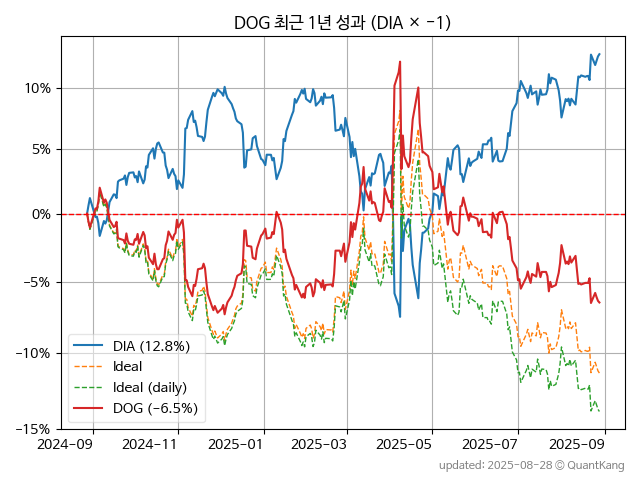 DOG 최근 1년 성과 (DIA × −1)
10%
5%
0%
−5%
−10%
−15%
DIA (12.8%)
Ideal
Ideal (daily)
DOG (−6.5%)
2024-09
2024-11
2025-01
2025-03
2025-05
2025-07
2025-09
updated: 2025-08-28 © QuantKang